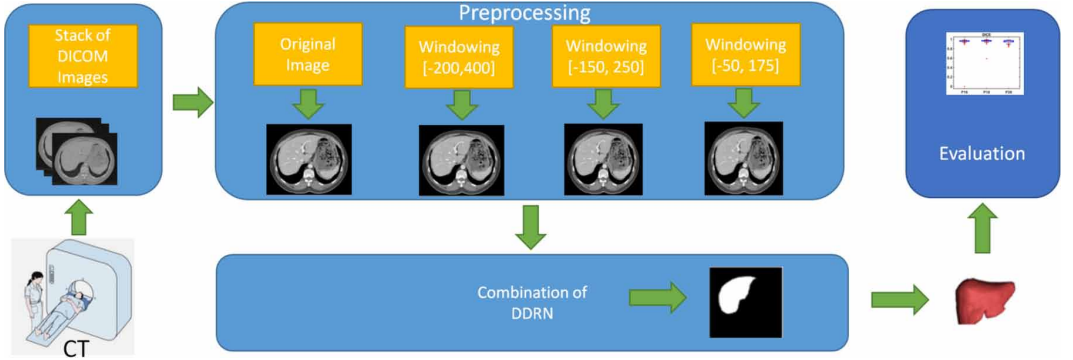 Preprocessing
Stack of
DICOM
Images
Original
Image
Windowing
[-200,400]
Windowing
[-150, 250]
Windowing
[-50, 175]
Evaluation
CT
Combination of
DDRN